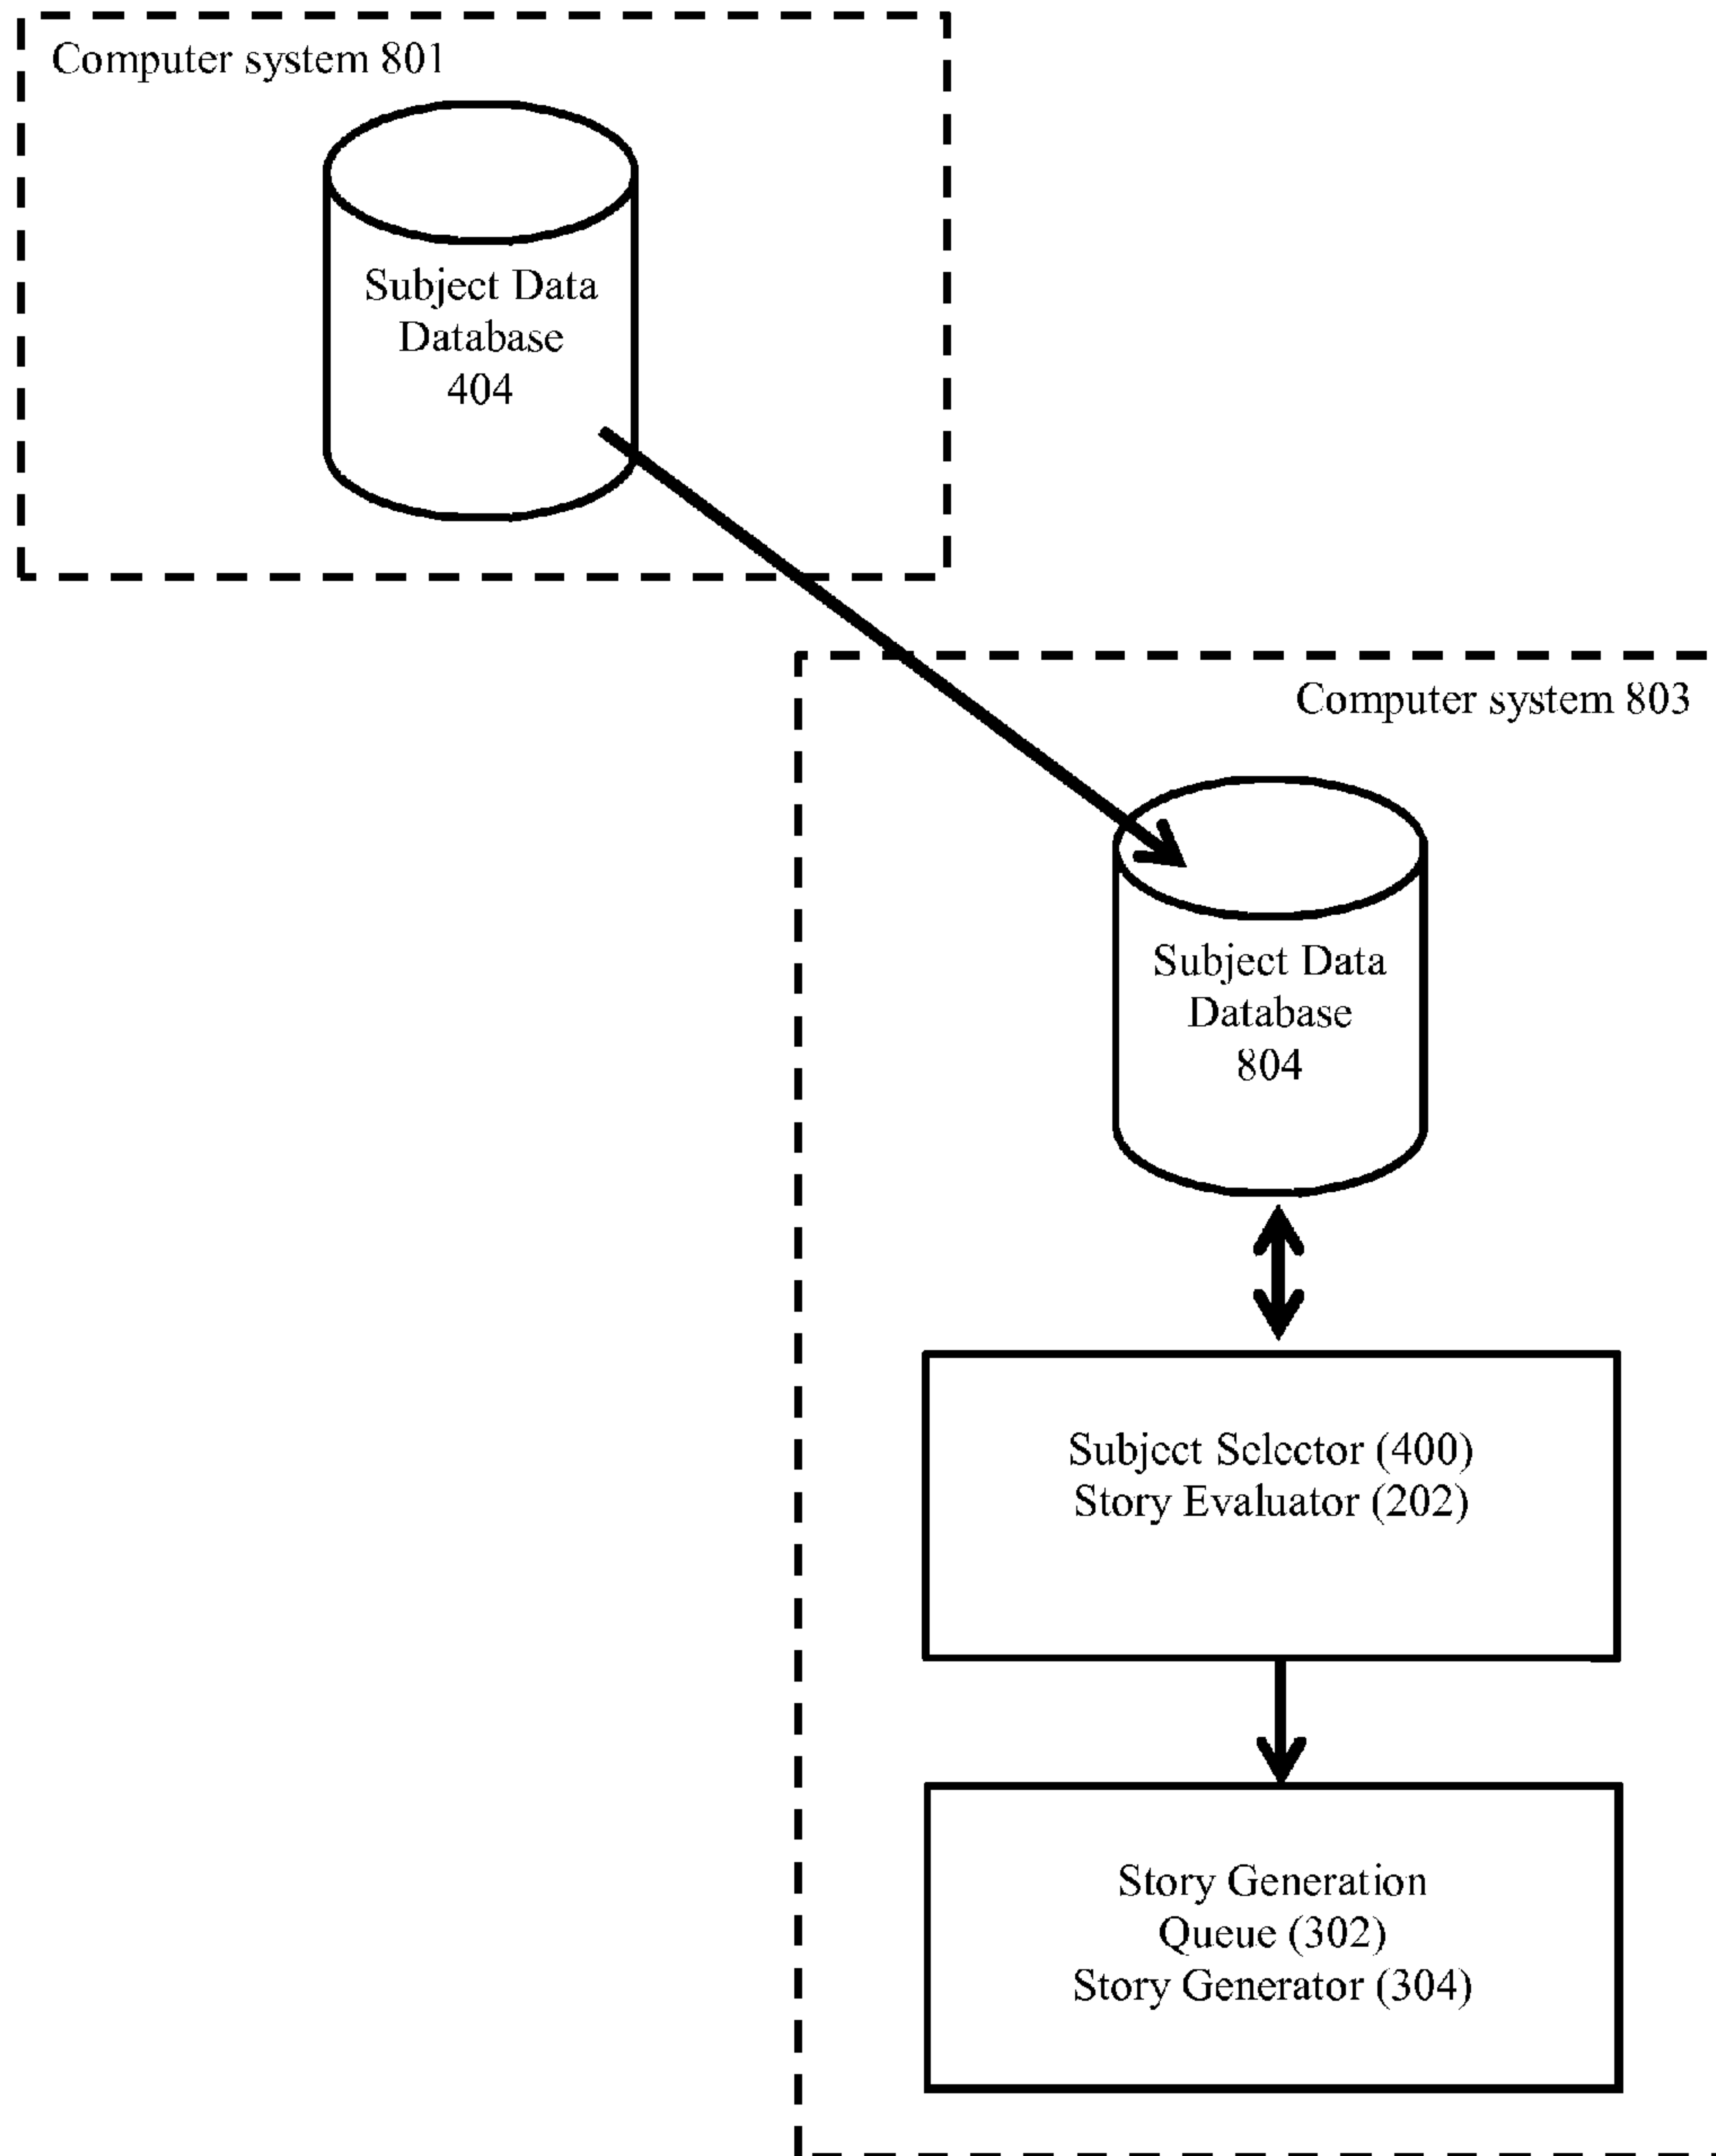 Computer system 801
Subject Data
Database
404
Computer system 803
Subject Data
Database
804
Subject Selector (400)
Story Evaluator (202)
Story Generation
Queue (302)
Story Generator (304)